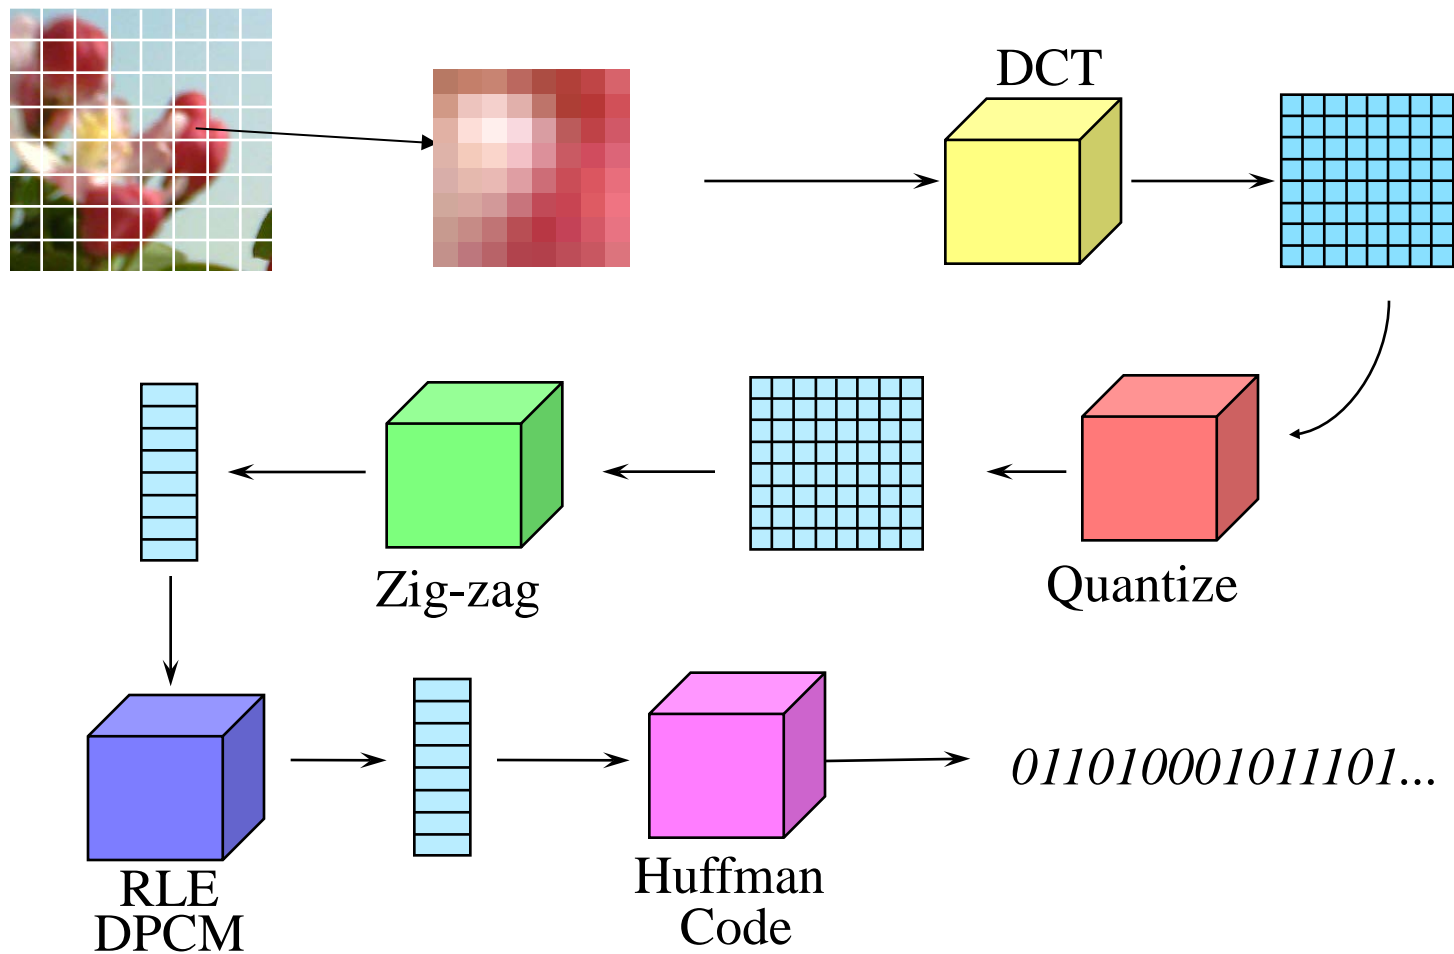 DCT
Quantize
Zig-zag
RLE
DPCM
Huffman
Code
011010001011101...